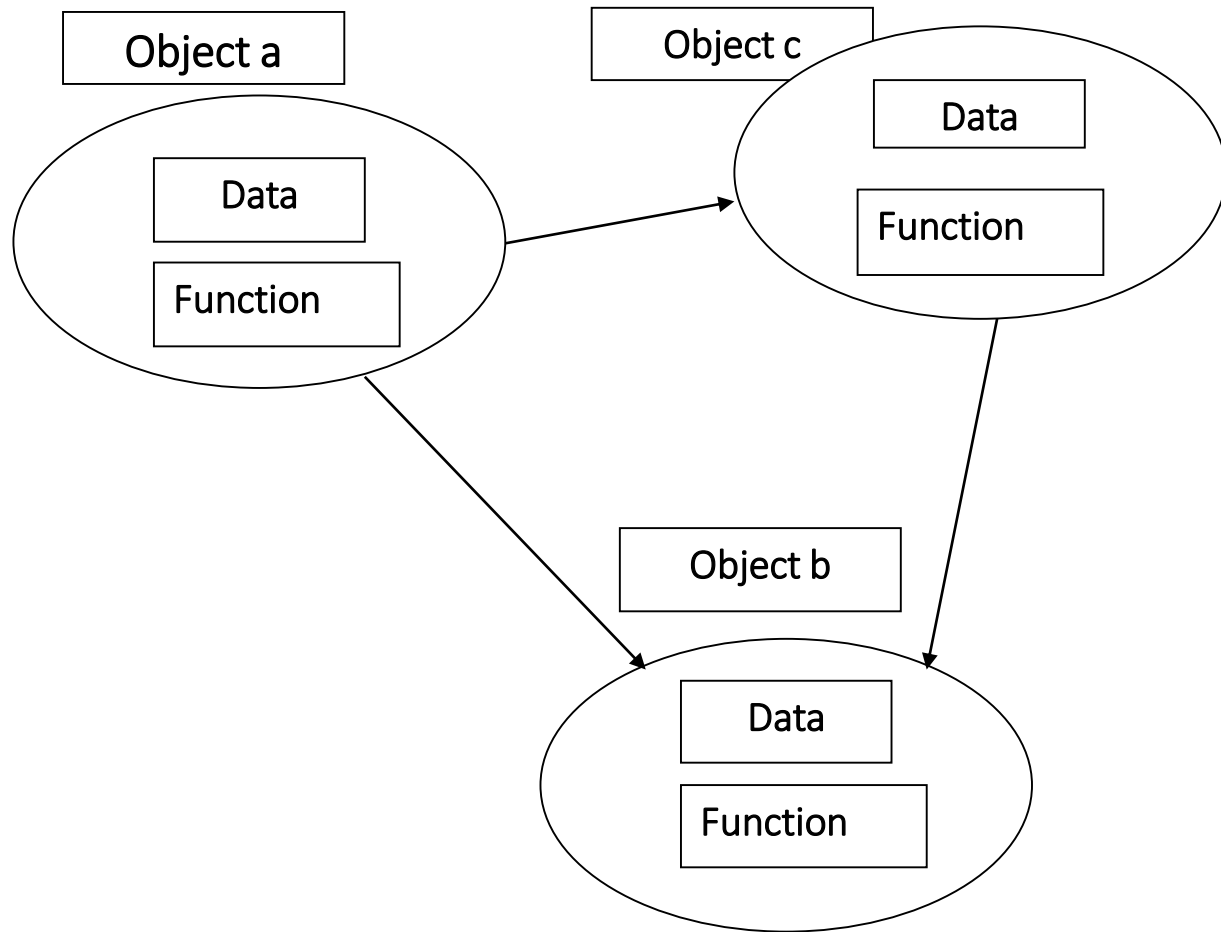 Object a
Data
Function
Object c
Data
Function
Object b
Data
Function